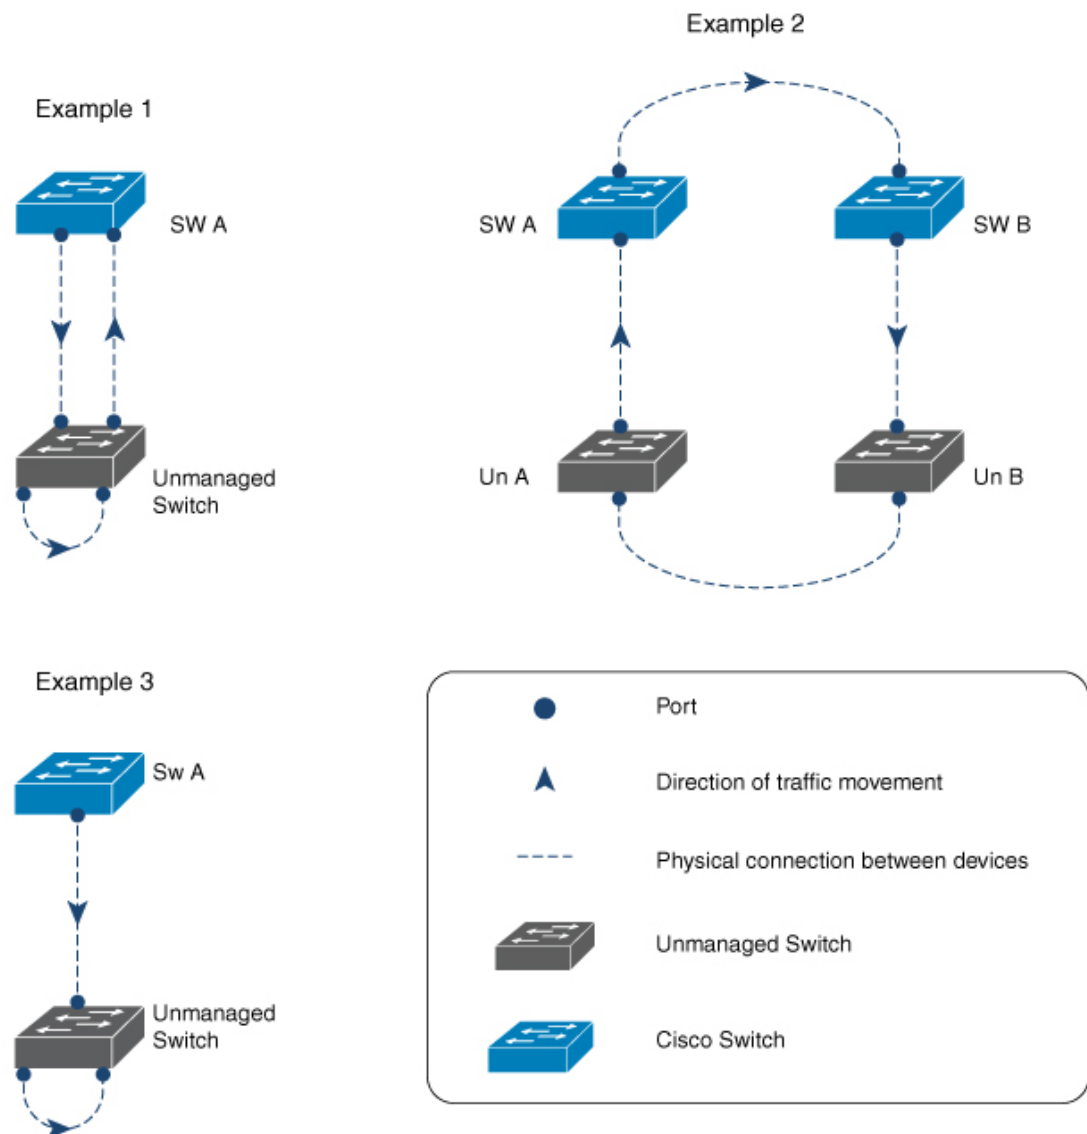 Example 2
Example 1
SW A
SW A
SW B
Unmanaged
Switch
Un A
Un B
Example 3
Port
Sw A
Direction of traffic movement
Physical connection between devices
Unmanaged Switch
Unmanaged
Switch
Cisco Switch